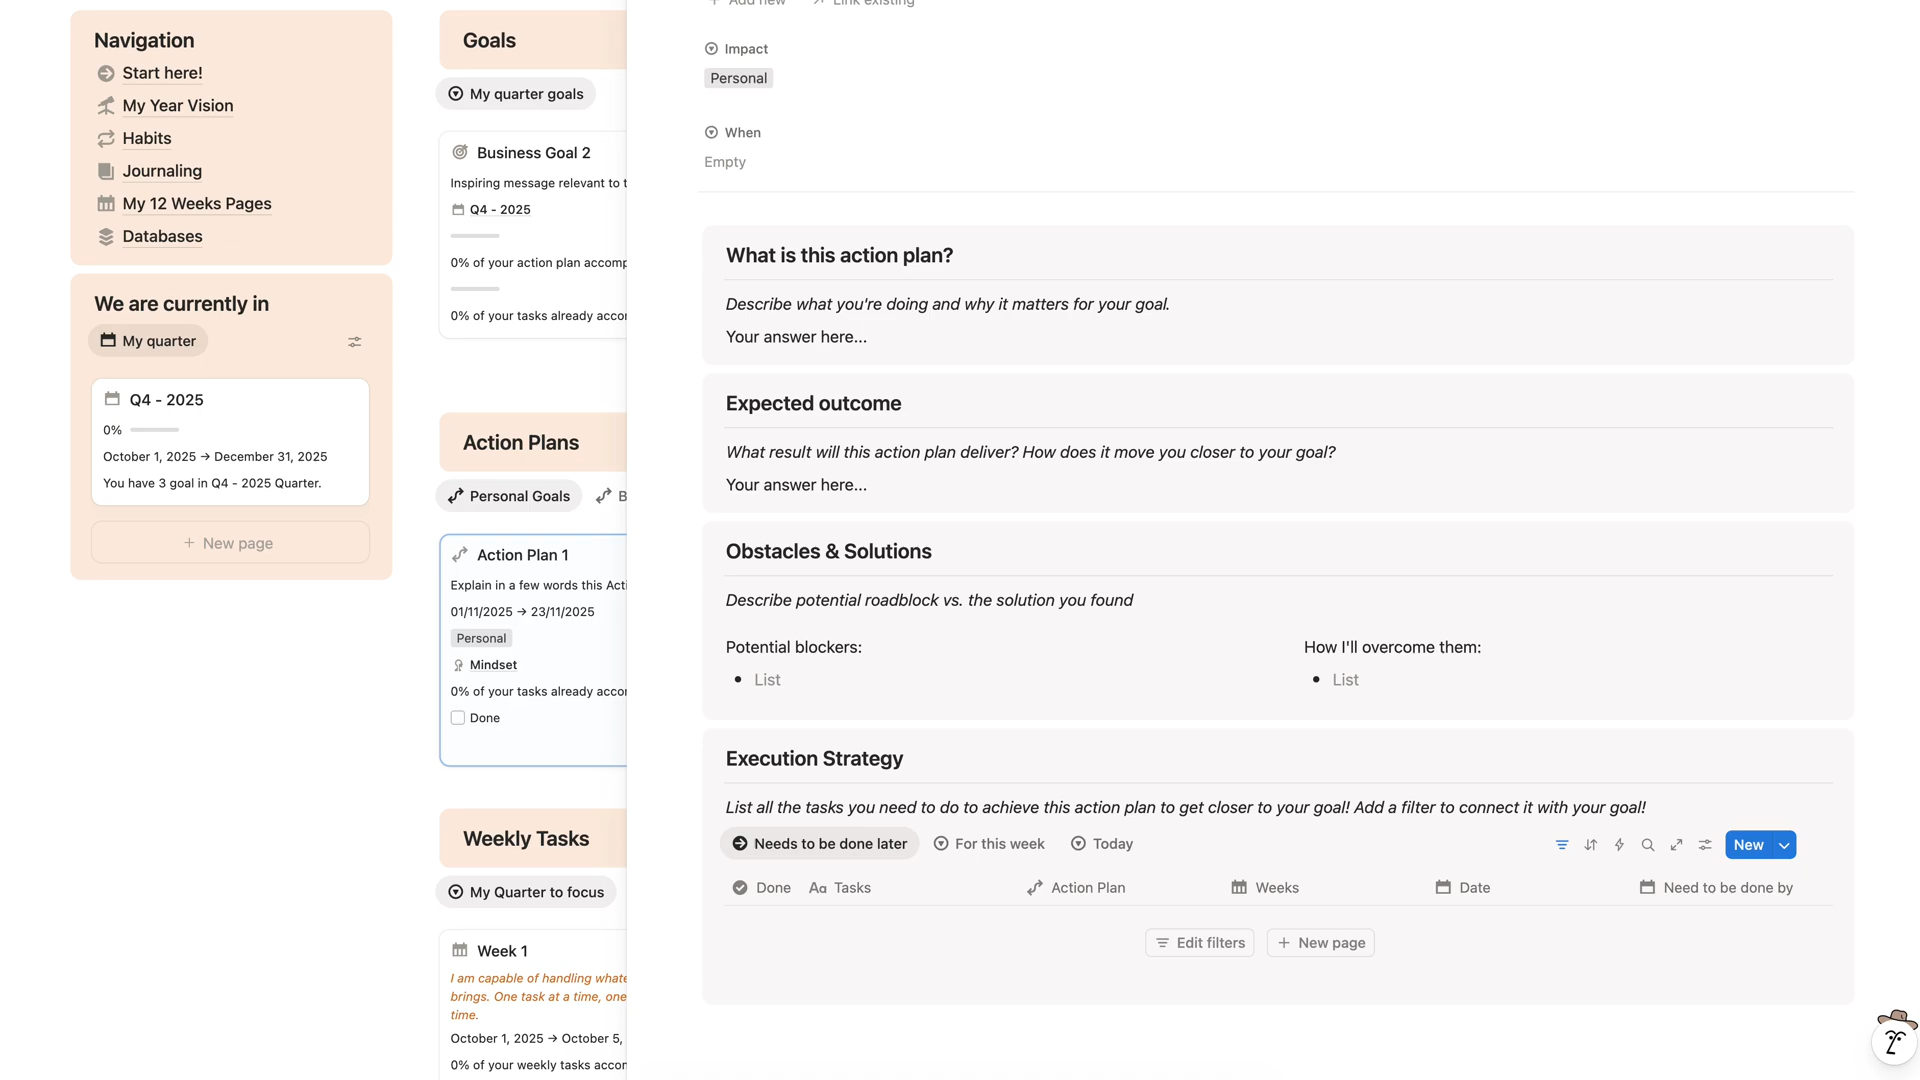 Navigation
Start here!
My Year Vision
Habits
Journaling
My 12 Weeks Pages
Databases
We are currently in
My quarter
Q4 - 2025
0%
October 1, 2025 → December 31, 2025
You have 3 goal in Q4 - 2025 Quarter.
+ New page
Goals
My quarter goals
Business Goal 2
Inspiring message relevant to t
Q4 - 2025
0% of your action plan accomp
0% of your tasks already accor
Action Plans
Personal Goals
B
Action Plan 1
Explain in a few words this Acti
01/11/2025 → 23/11/2025
Personal
Mindset
0% of your tasks already accor
Done
Weekly Tasks
My Quarter to focus
Week 1
I am capable of handling whate
brings. One task at a time, one
time.
October 1, 2025 → October 5,
0% of your weekly tasks accor
+ Add new
Link existing
Impact
Personal
When
Empty
What is this action plan?
Describe what you're doing and why it matters for your goal.
Your answer here...
Expected outcome
What result will this action plan deliver? How does it move you closer to your goal?
Your answer here...
Obstacles & Solutions
Describe potential roadblock vs. the solution you found
Potential blockers:
• List
How I'll overcome them:
• List
Execution Strategy
List all the tasks you need to do to achieve this action plan to get closer to your goal! Add a filter to connect it with your goal!
Needs to be done later
For this week
Today
New
Done
Aa Tasks
Action Plan
Weeks
Date
Need to be done by
Edit filters
+ New page